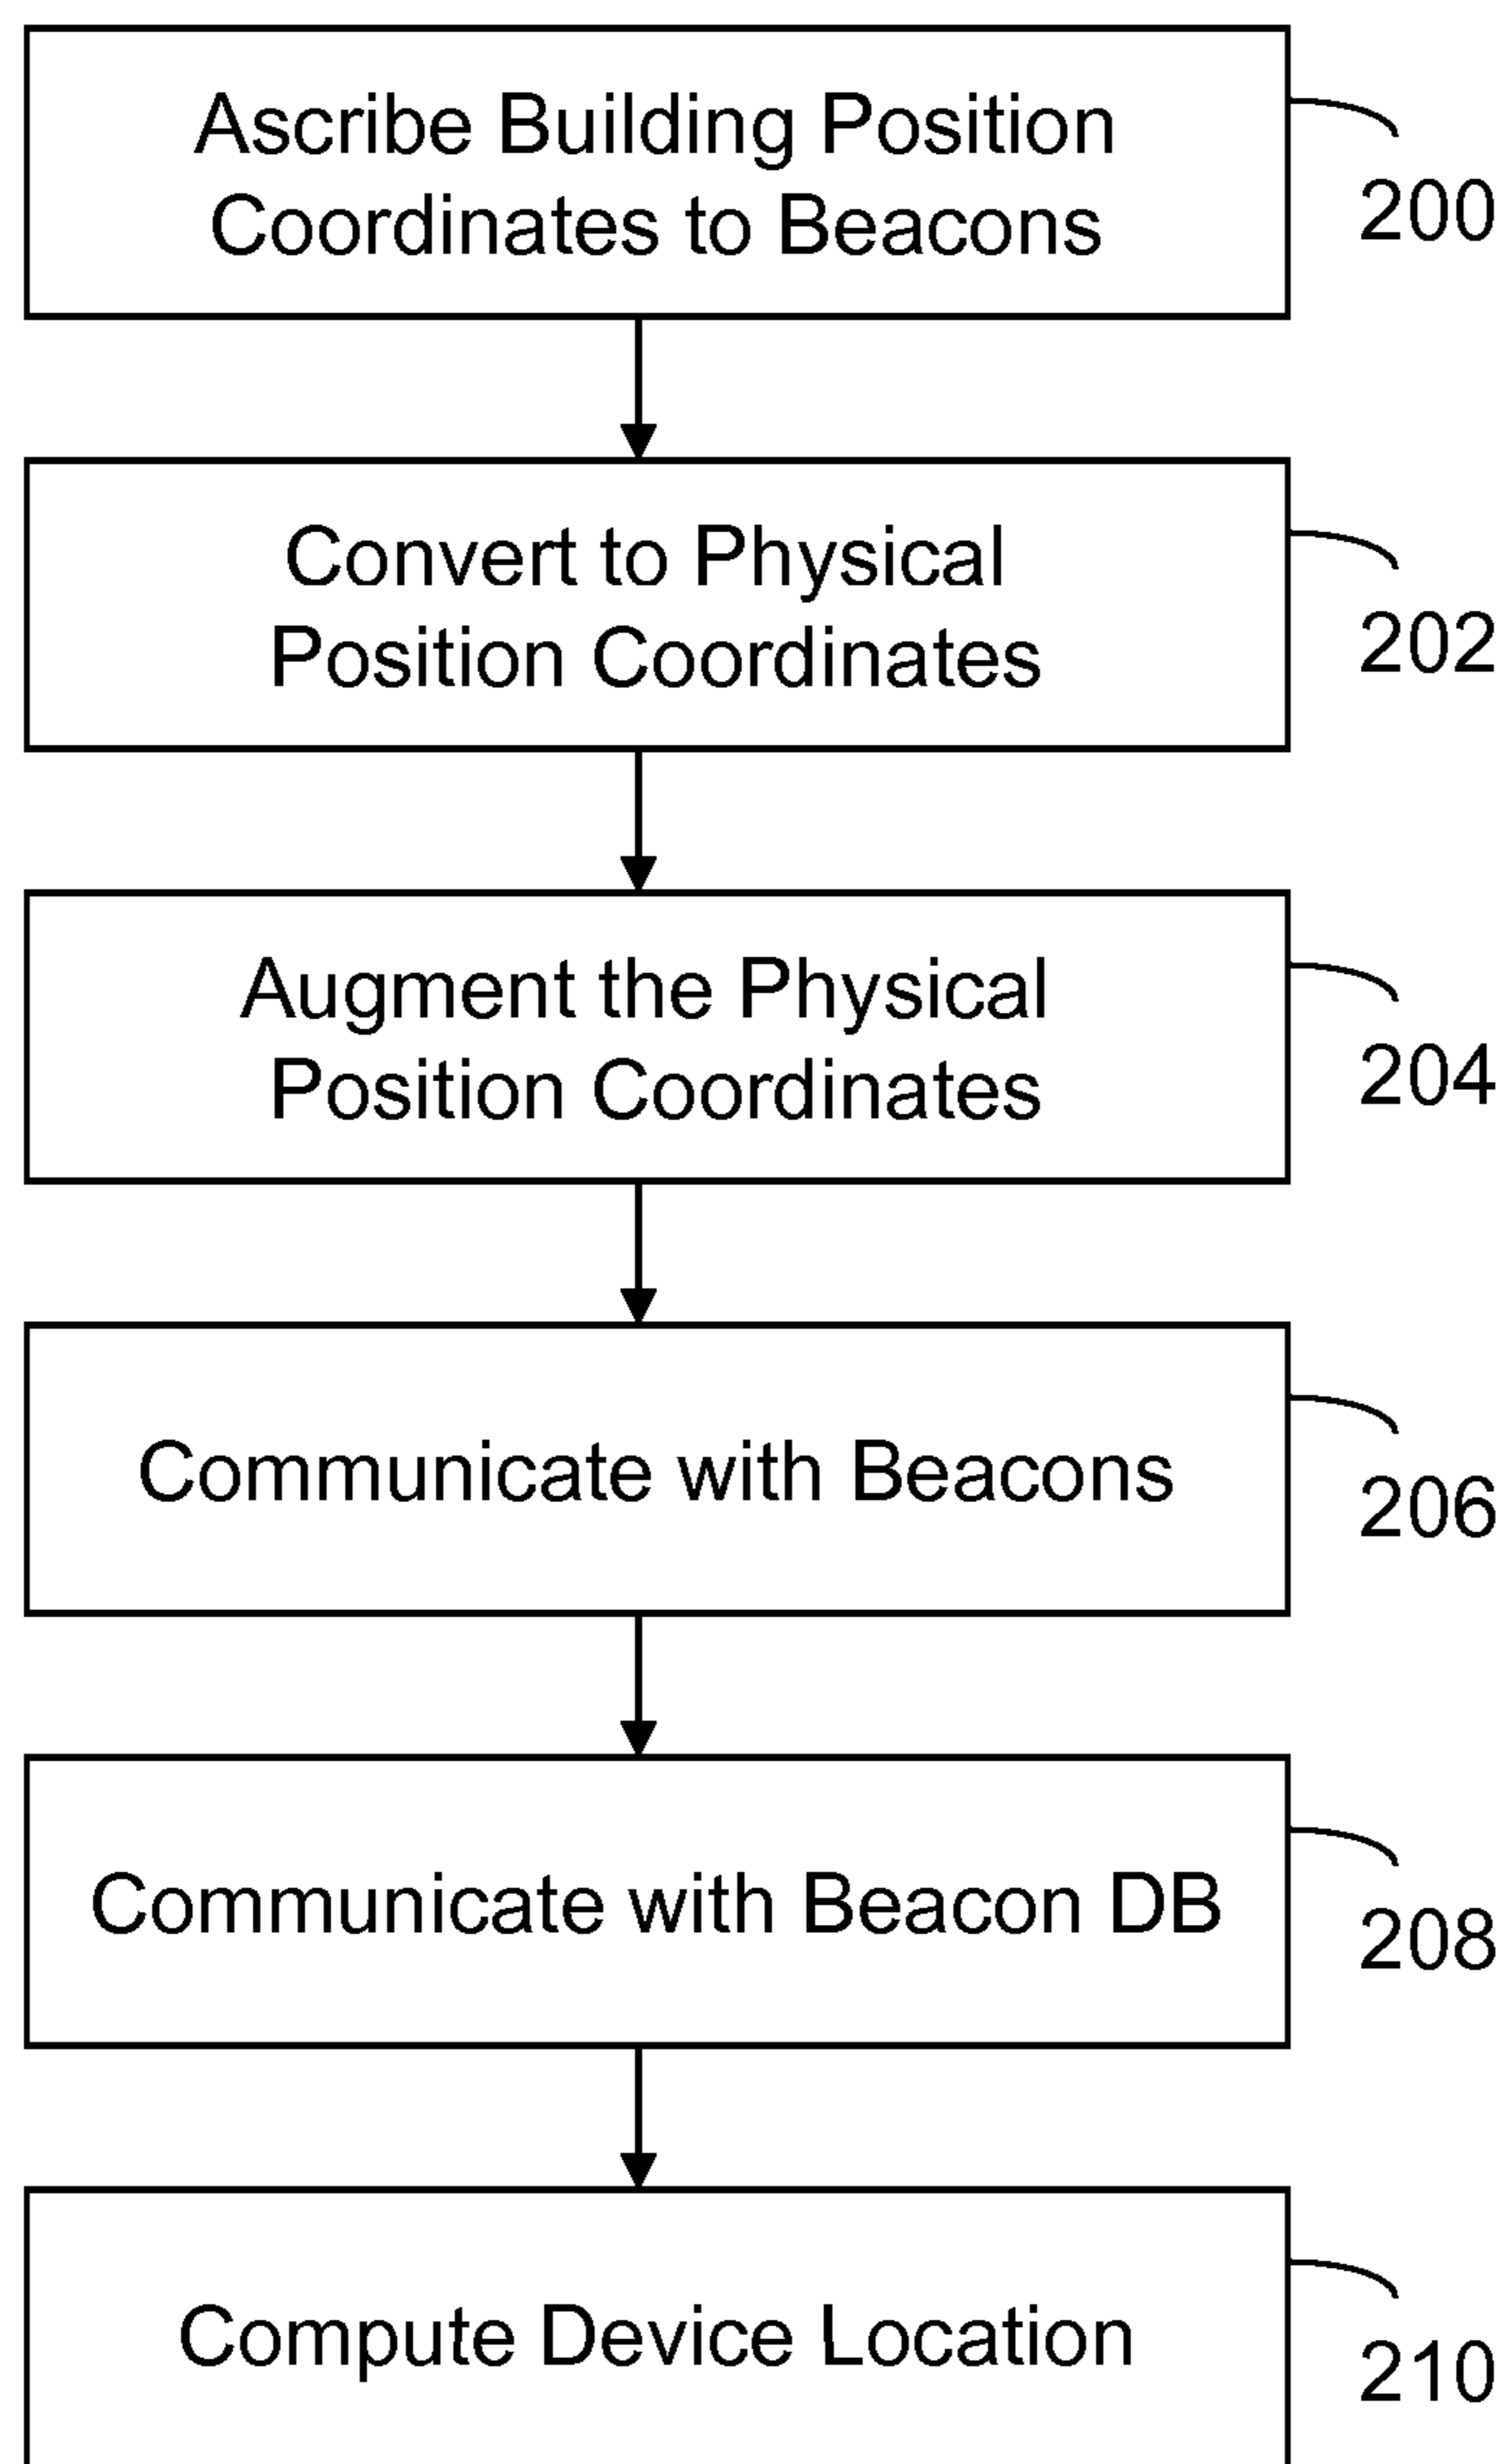 Ascribe Building Position
Coordinates to Beacons
200
Convert to Physical
Position Coordinates
202
Augment the Physical
Position Coordinates
204
Communicate with Beacons
206
Communicate with Beacon DB
208
Compute Device Location
210